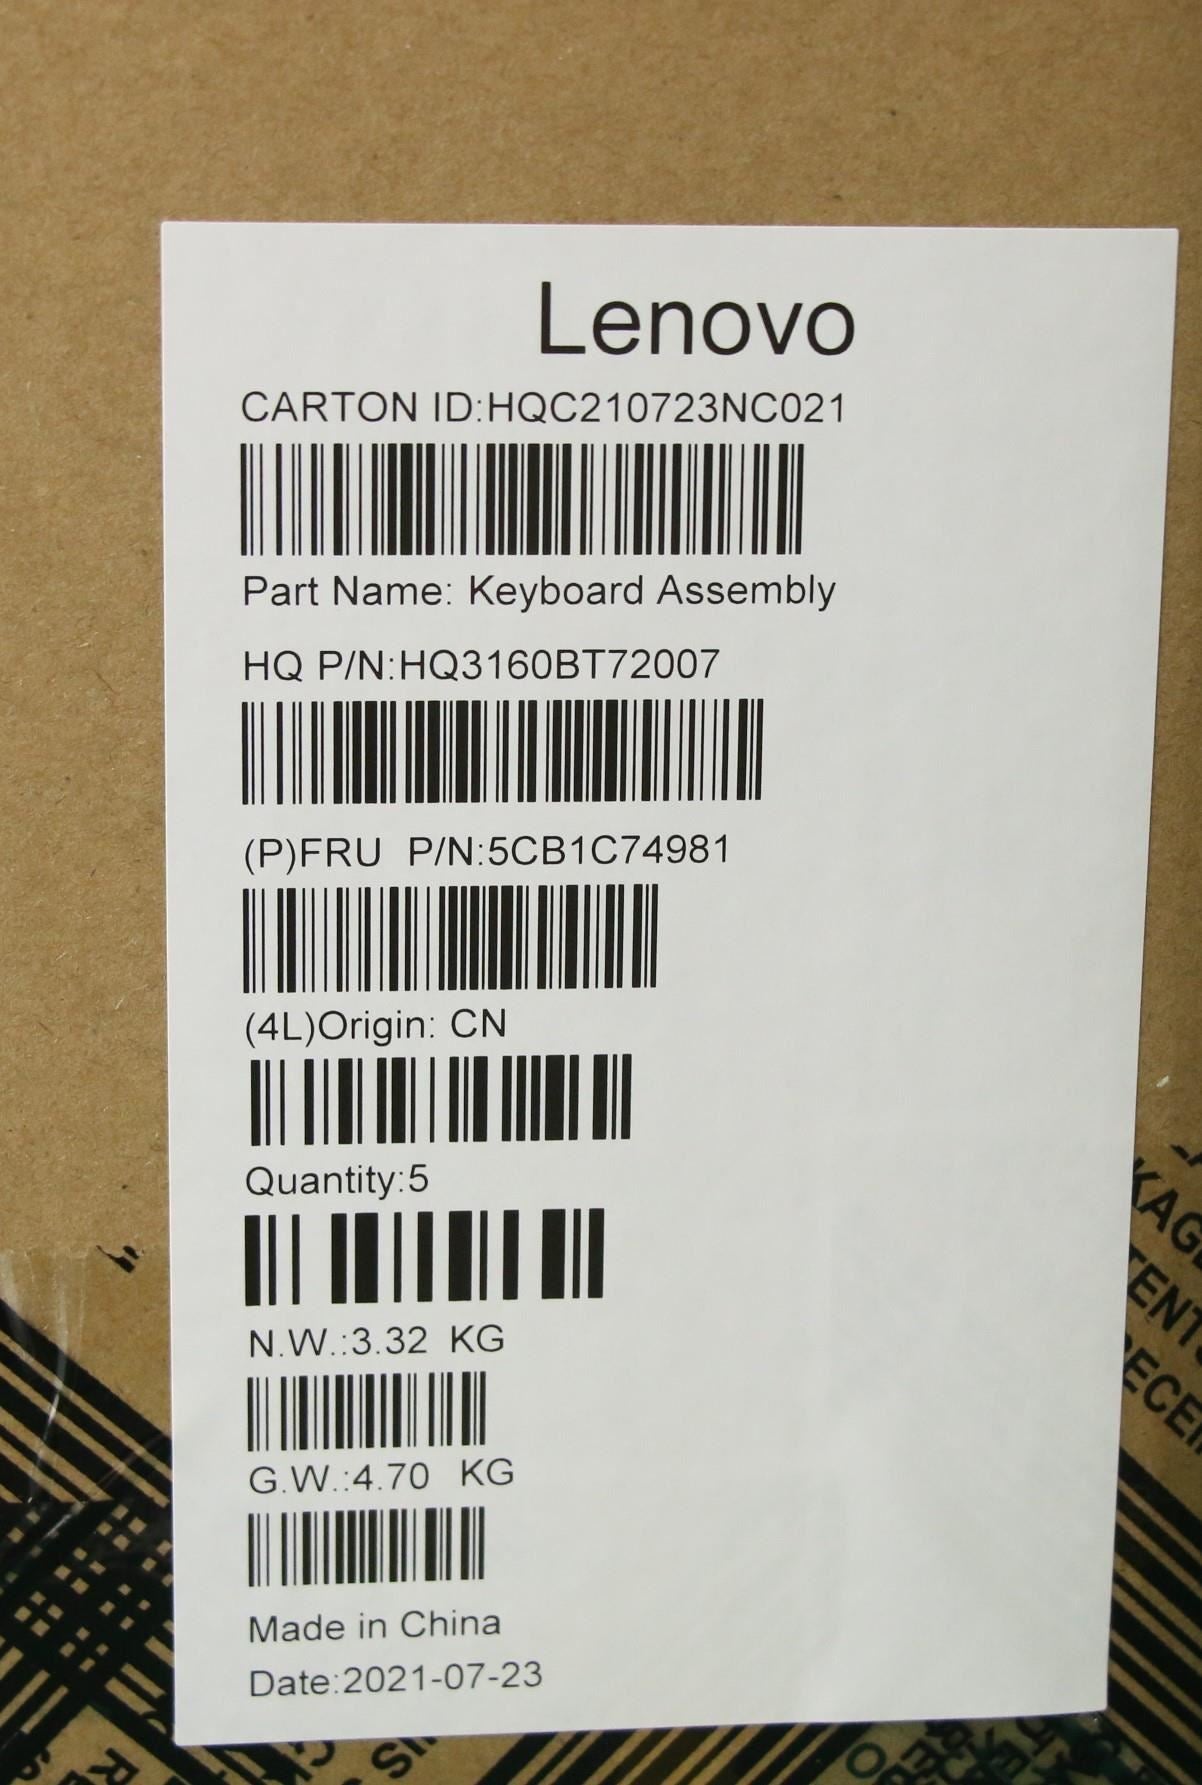 Lenovo
CARTON ID:HQC210723NC021
Part Name: Keyboard Assembly
HQ P/N:HQ3160BT72007
(P)FRU P/N:5CB1C74981
(4L)Origin: CN
Quantity:5
N.W.:3.32 KG
G.W.:4.70 KG
Made in China
Date:2021-07-23